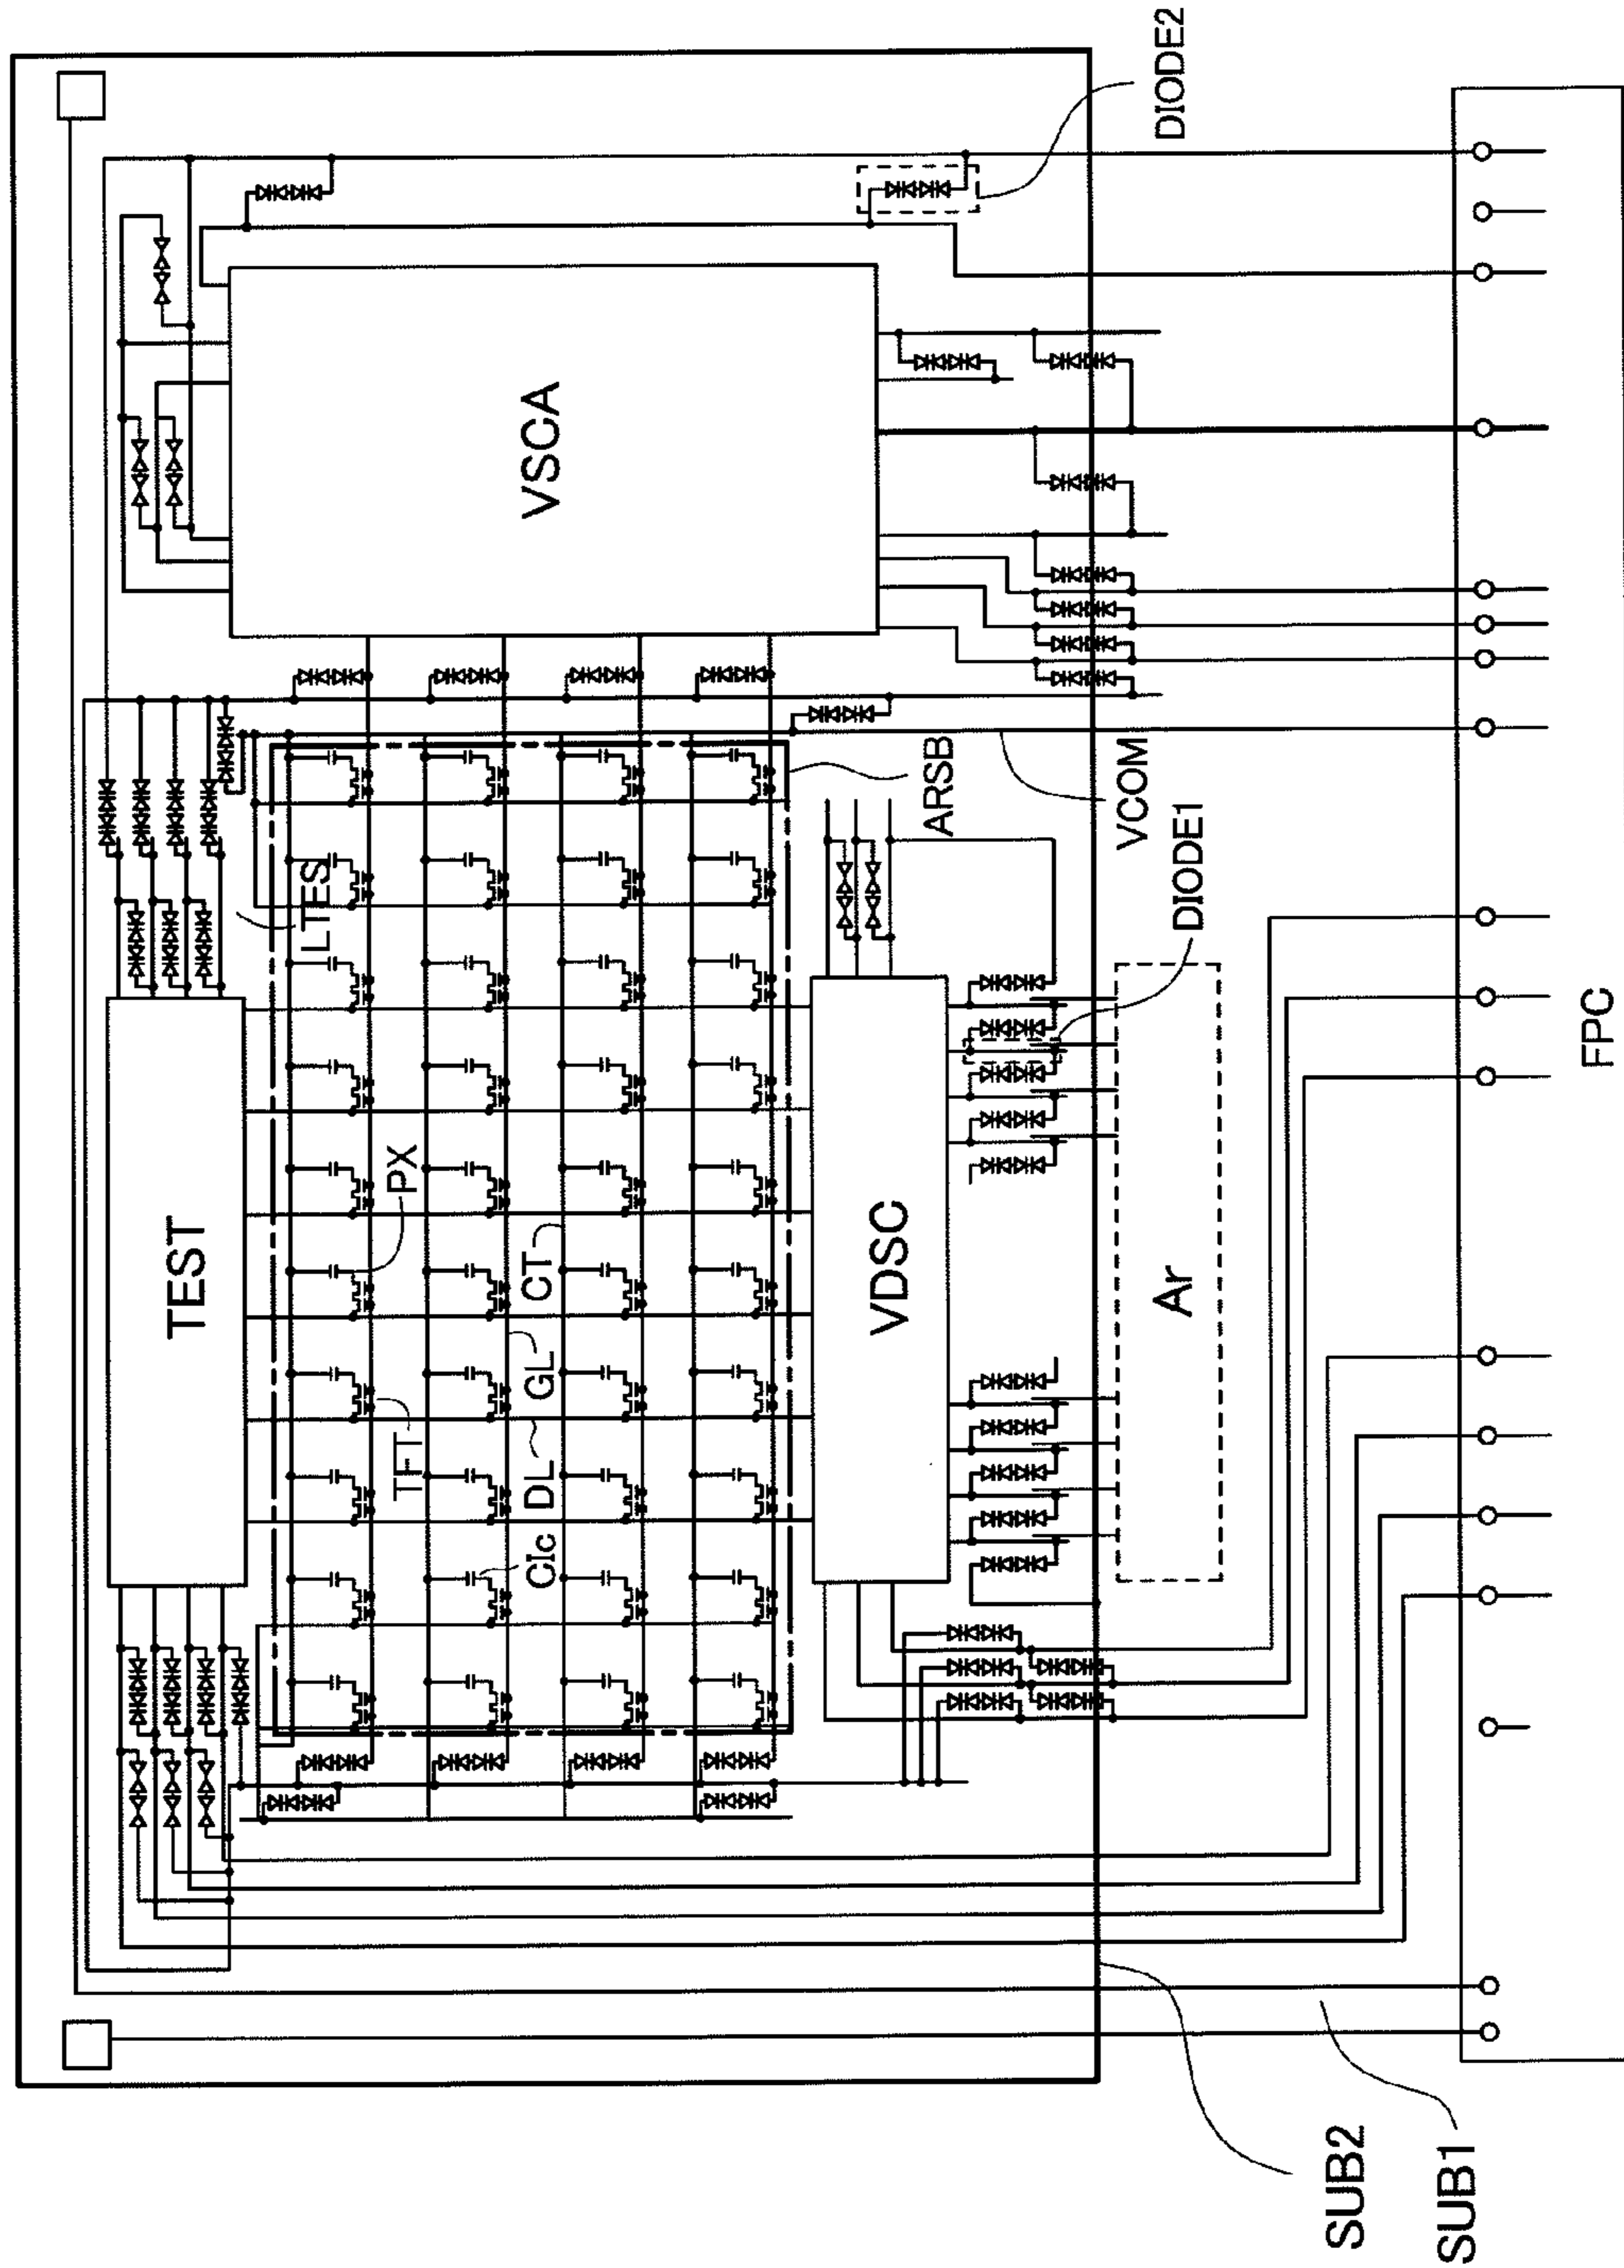 DIODE2
VSCA
LTES
ARSB
VCOM
DIODE1
TEST
PX
CT
GL
DL
TFT
Clc
VDSC
Ar
FPC
SUB2
SUB1